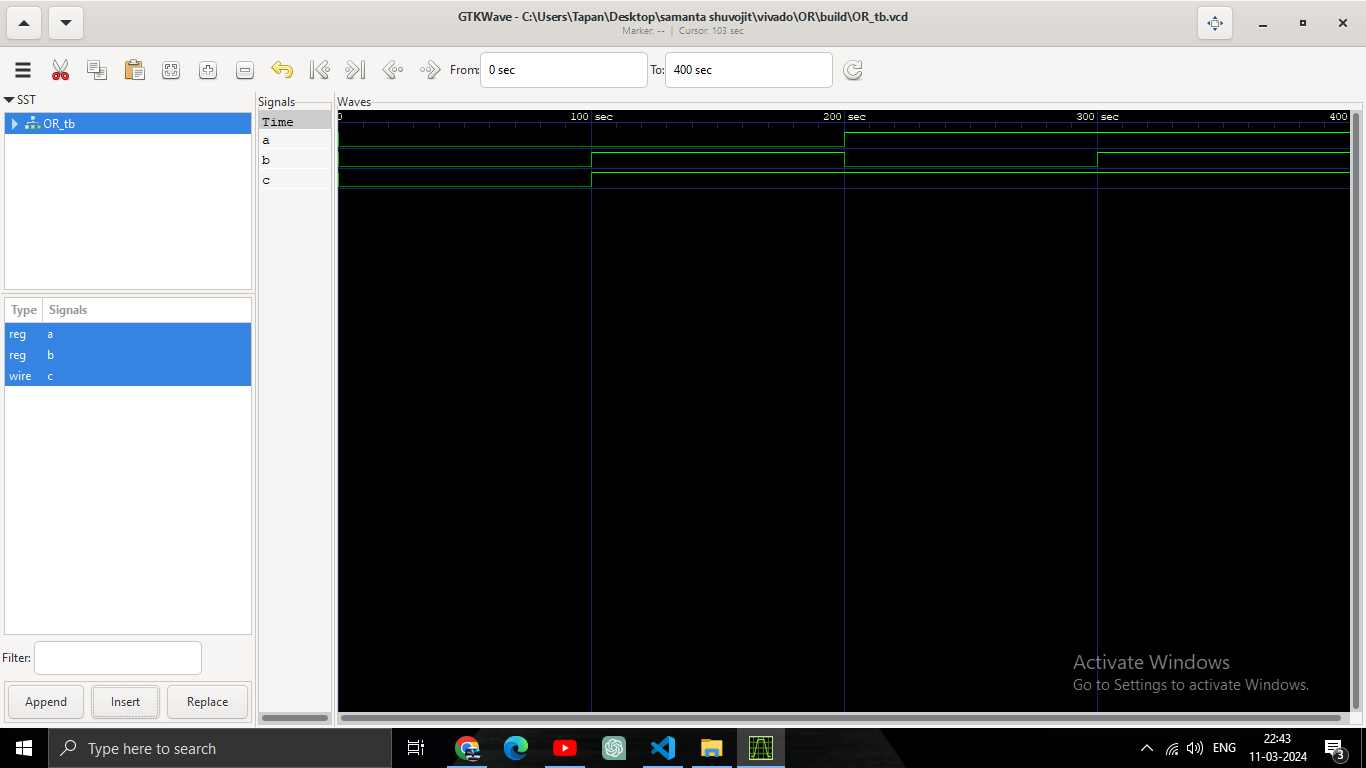 GTKWave - C:\Users\Tapan\Desktop\samanta shuvojit\vivado\OR\build\OR_tb.vcd
Marker: -- | Cursor: 103 sec
From: 0 sec To: 400 sec
SST
OR_tb
Type Signals
reg a
reg b
wire c
Filter:
Append Insert Replace
Signals
Time
a
b
c
Waves
0 100 sec 200 sec 300 sec 400
Activate Windows
Go to Settings to activate Windows.
Type here to search
ENG
22:43
11-03-2024
3